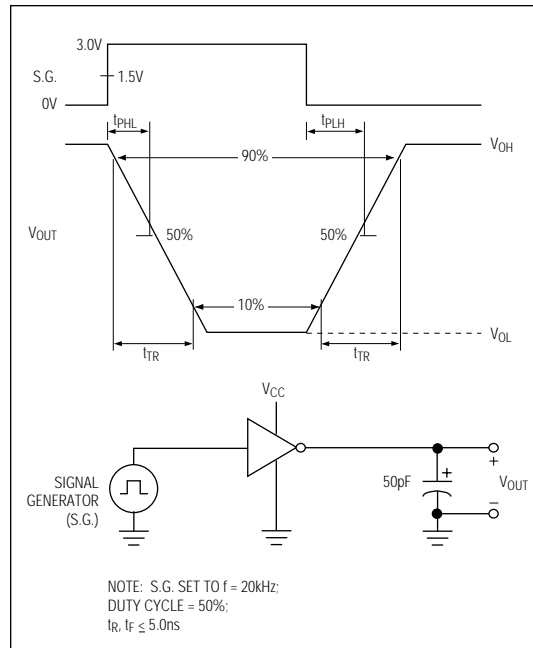 3.0V
S.G.
1.5V
0V
tPHL
tPLH
90%
VOH
VOUT
50%
50%
10%
VOL
tTR
tTR
VCC
SIGNAL
GENERATOR
(S.G.)
50pF
+
+
VOUT
–
NOTE: S.G. SET TO f = 20kHz;
DUTY CYCLE = 50%;
tR, tF ≤ 5.0ns